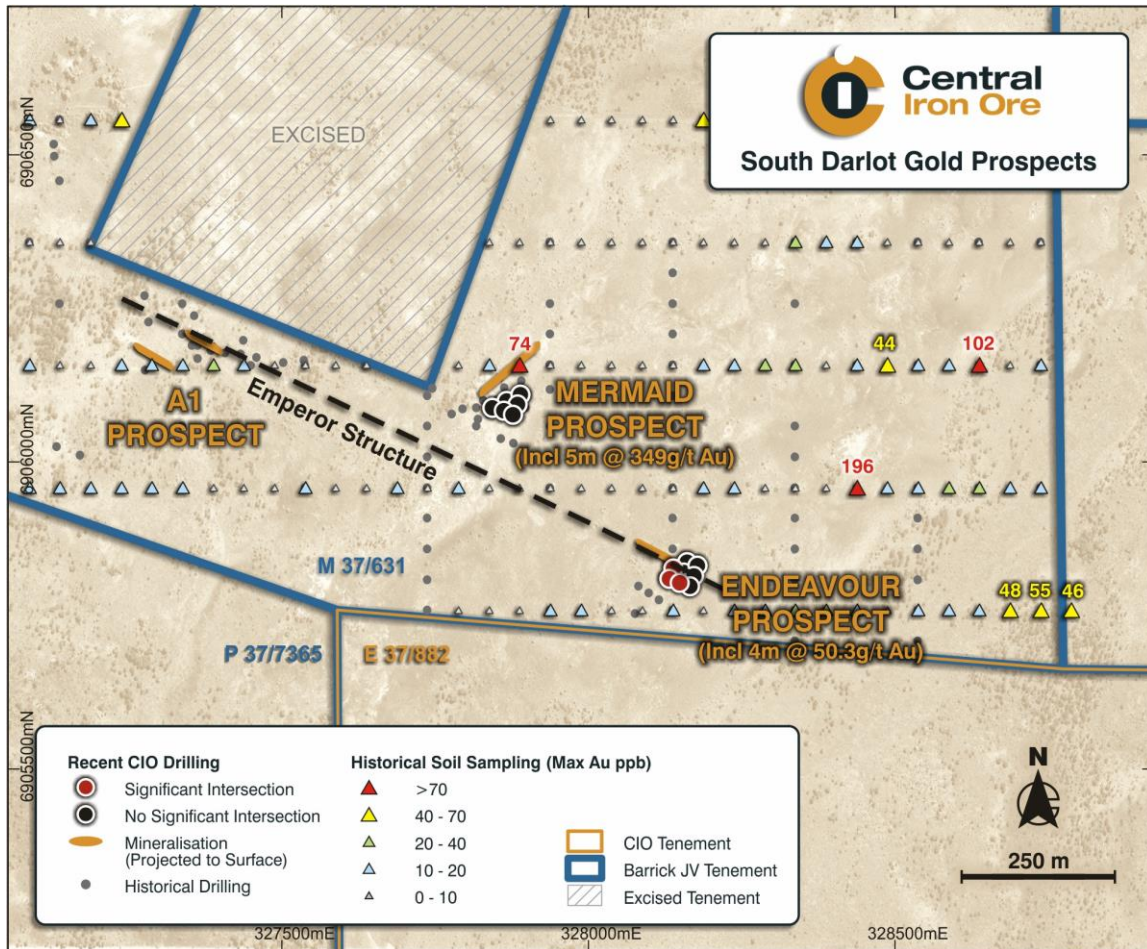 Central
Iron Ore
South Darlot Gold Prospects
EXCISED
6906500mN
74
44
102
A1
PROSPECT
Emperor Structure
MERMAID
PROSPECT
(Incl 5m @ 349g/t Au)
6906000mN
196
M 37/631
ENDEAVOUR
PROSPECT
(Incl 4m @ 50.3g/t Au)
48 55 46
P 37/7365
E 37/882
Recent CIO Drilling
Significant Intersection
No Significant Intersection
Mineralisation
(Projected to Surface)
Historical Drilling
Historical Soil Sampling (Max Au ppb)
>70
40 - 70
20 - 40
10 - 20
0 - 10
CIO Tenement
Barrick JV Tenement
Excised Tenement
N
250 m
6905500mN
327500mE
328000mE
328500mE